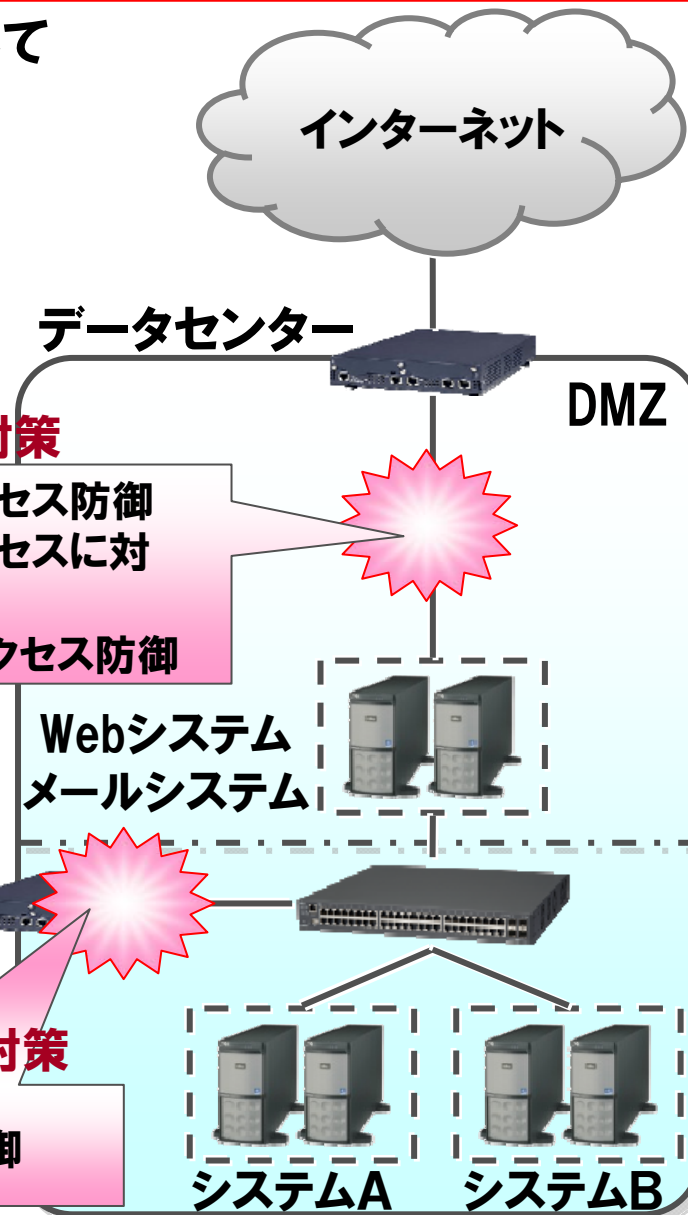 て
インターネット
データセンター
DMZ
対策
セス防御
セスに対
クセス防御
Webシステム
メールシステム
対策
御
システムA
システムB